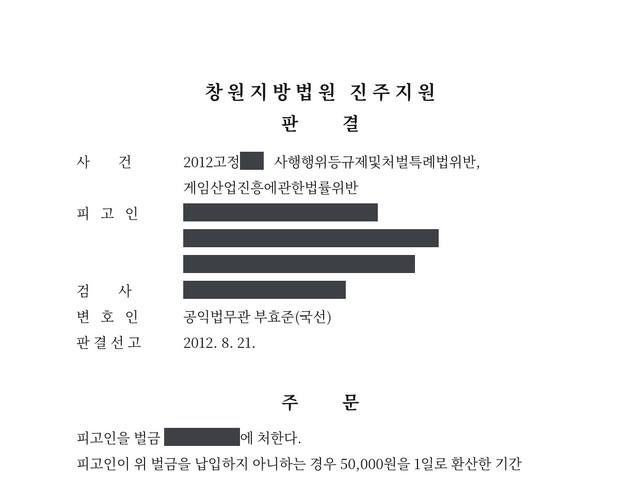 창원지방법원 진주지원
판 결
사 건 2012고정 사행행위등규제및처벌특례법위반,
게임산업진흥에관한법률위반
피 고 인
검 사
변 호 인 공익법무관 부효준(국선)
판결선고 2012. 8. 21.
주 문
피고인을 벌금 에 처한다.
피고인이 위 벌금을 납입하지 아니하는 경우 50,000원을 1일로 환산한 기간